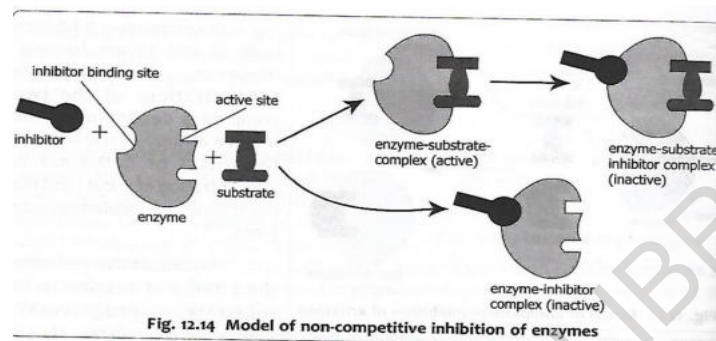 inhibitor binding site
active site
inhibitor
enzyme
substrate
enzyme-substrate-
complex (active)
enzyme-substrate
inhibitor complex
(inactive)
enzyme-inhibitor
complex (inactive)
Fig. 12.14 Model of non-competitive inhibition of enzymes